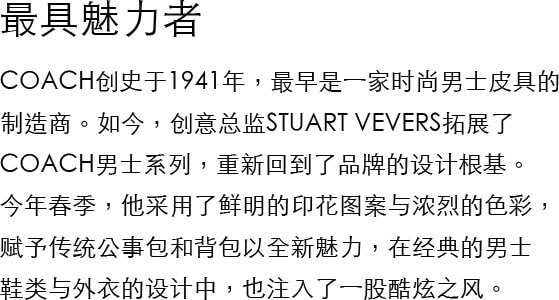 最具魅力者
COACH创史于1941年，最早是一家时尚男士皮具的
制造商。如今，创意总监STUART VEVERS拓展了
COACH男士系列，重新回到了品牌的设计根基。
今年春季，他采用了鲜明的印花图案与浓烈的色彩，
赋予传统公事包和背包以全新魅力，在经典的男士
鞋类与外衣的设计中，也注入了一股酷炫之风。